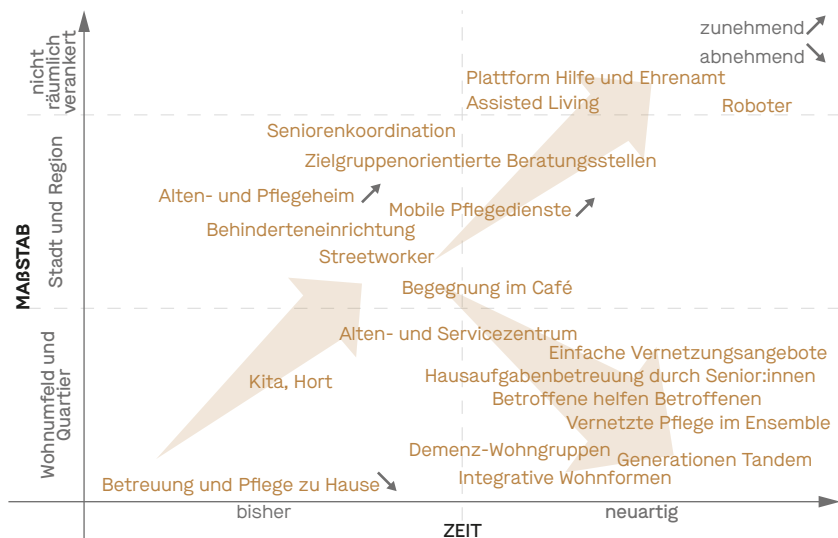 zunehmend
abnehmend
nicht
räumlich
verankert
Plattform Hilfe und Ehrenamt
Assisted Living
Roboter
MAßSTAB
Stadt und Region
Seniorenkoordination
Zielgruppenorientierte Beratungsstellen
Alten- und Pflegeheim
Mobile Pflegedienste
Behinderteneinrichtung
Streetworker
Begegnung im Café
Wohnumfeld und
Quartier
Alten- und Servicezentrum
Einfache Vernetzungsangebote
Kita, Hort
Hausaufgabenbetreuung durch Senior:innen
Betroffene helfen Betroffenen
Vernetzte Pflege im Ensemble
Demenz-Wohngruppen
Generationen Tandem
Integrative Wohnformen
Betreuung und Pflege zu Hause
bisher
neuartig
ZEIT